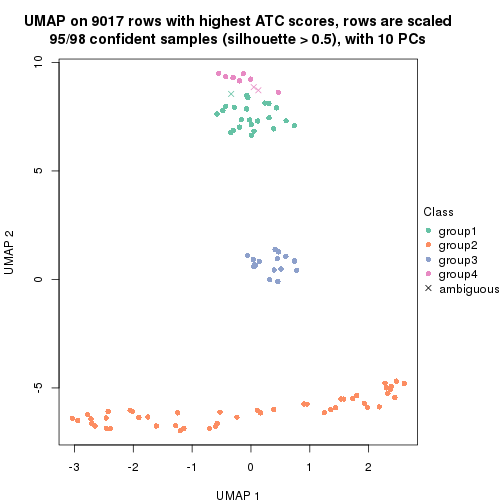 UMAP on 9017 rows with highest ATC scores, rows are scaled
95/98 confident samples (silhouette > 0.5), with 10 PCs
10
5
0
-5
UMAP 2
-3
-2
-1
0
1
2
UMAP 1
Class
group1
group2
group3
group4
ambiguous